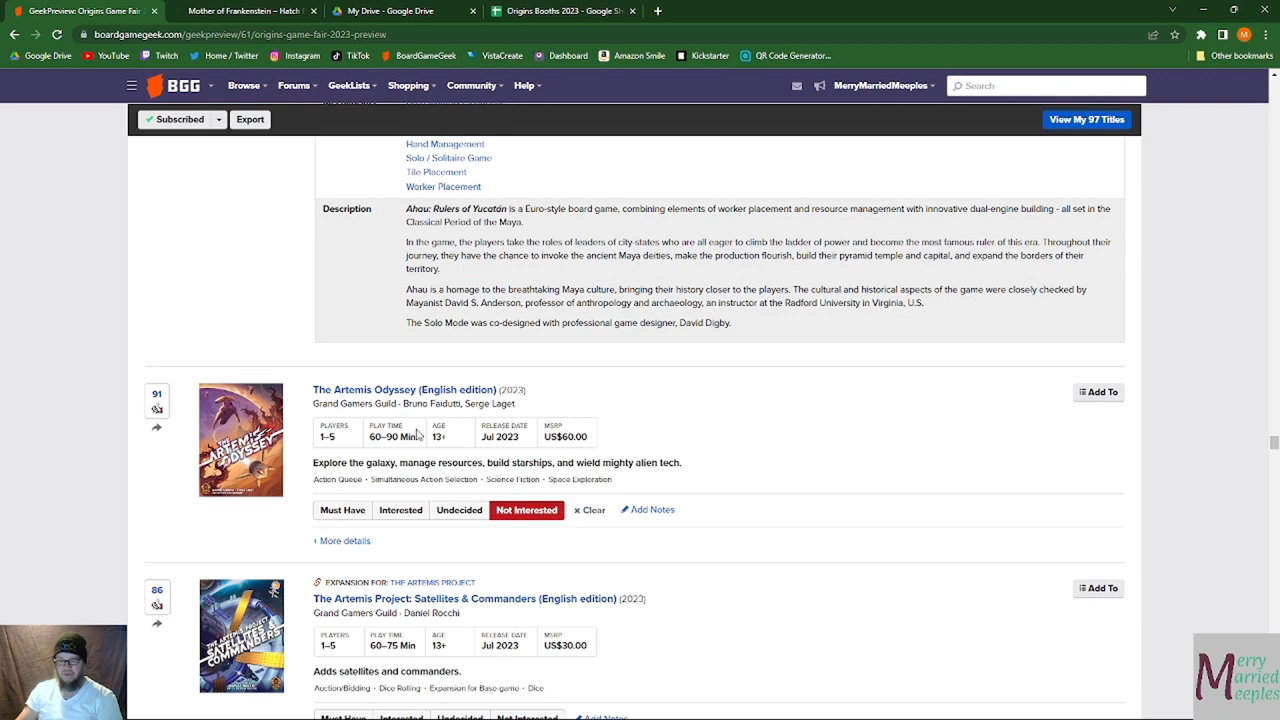 GeekPreview: Origins Game Fair
Mother of Frankenstein – Hatch E
My Drive – Google Drive
Origins Booths 2023 - Google Sh
boardgamegeek.com/geekpreview/61/origins-game-fair-2023-preview
Google Drive
YouTube
Twitch
Home / Twitter
Instagram
TikTok
BoardGameGeek
VistaCreate
Dashboard
Amazon Smile
Kickstarter
QR Code Generator...
Other bookmarks
BGG
Browse
Forums
GeekLists
Shopping
Community
Help
MerryMarriedMeeples
Search
Subscribed
Export
View My 97 Titles
Hand Management
Solo / Solitaire Game
Tile Placement
Worker Placement
Description
Ahau: Rulers of Yucatán is a Euro-style board game, combining elements of worker placement and resource management with innovative dual-engine building - all set in the
Classical Period of the Maya.
In the game, the players take the roles of leaders of city-states who are all eager to climb the ladder of power and become the most famous ruler of this era. Throughout their
journey, they have the chance to invoke the ancient Maya deities, make the production flourish, build their pyramid temple and capital, and expand the borders of their
territory.
Ahau is a homage to the breathtaking Maya culture, bringing their history closer to the players. The cultural and historical aspects of the game were closely checked by
Mayanist David S. Anderson, professor of anthropology and archaeology, an instructor at the Radford University in Virginia, U.S.
The Solo Mode was co-designed with professional game designer, David Digby.
91
THE ARTEMIS ODYSSEY
The Artemis Odyssey (English edition) (2023)
Add To
Grand Gamers Guild · Bruno Faidutti, Serge Laget
PLAYERS PLAY TIME AGE RELEASE DATE MSRP
1–5 60–90 Min 13+ Jul 2023 US$60.00
Explore the galaxy, manage resources, build starships, and wield mighty alien tech.
Action Queue · Simultaneous Action Selection · Science Fiction · Space Exploration
Must Have Interested Undecided Not Interested × Clear Add Notes
+ More details
86
THE ARTEMIS PROJECT
SATELLITES & COMMANDERS
EXPANSION FOR: THE ARTEMIS PROJECT
The Artemis Project: Satellites & Commanders (English edition) (2023)
Add To
Grand Gamers Guild · Daniel Rocchi
PLAYERS PLAY TIME AGE RELEASE DATE MSRP
1–5 60–75 Min 13+ Jul 2023 US$30.00
Adds satellites and commanders.
Auction/Bidding · Dice Rolling · Expansion for Base-game · Dice
Must Have Interested Undecided Not Interested Add Notes
Merry
Married
Meeples